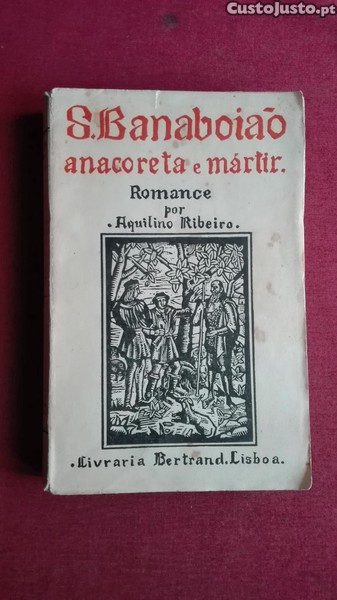 CustoJusto.pt
S. Banaboião
anacoreta e mártir.
Romance
por
. Aquilino Ribeiro .
. Livraria Bertrand. Lisboa .